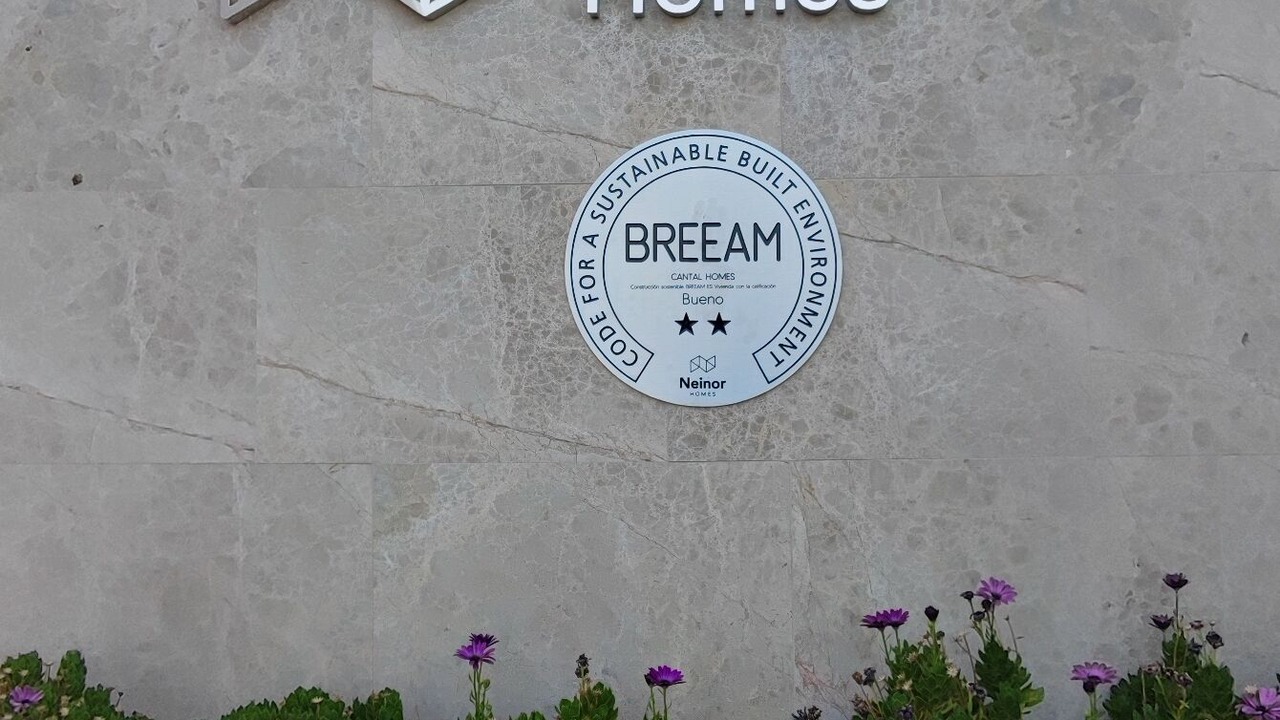 Homes
CODE FOR A SUSTAINABLE BUILT ENVIRONMENT
BREEAM
CANTAL HOMES
Construcción sostenible BREEAM ES Vivienda con la calificación
Bueno
Neinor
HOMES